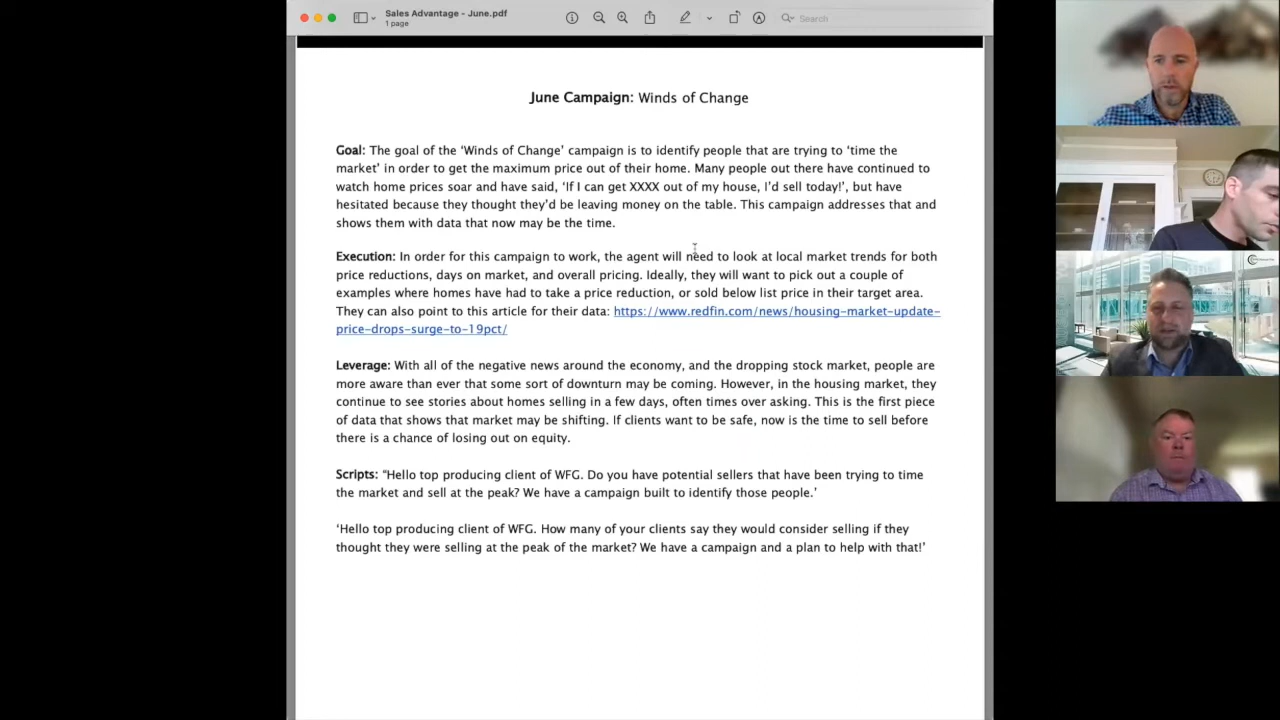 Sales Advantage - June.pdf
1 page
Search
June Campaign: Winds of Change
Goal: The goal of the ‘Winds of Change’ campaign is to identify people that are trying to ‘time the
market’ in order to get the maximum price out of their home. Many people out there have continued to
watch home prices soar and have said, ‘If I can get XXXX out of my house, I’d sell today!’, but have
hesitated because they thought they’d be leaving money on the table. This campaign addresses that and
shows them with data that now may be the time.
Execution: In order for this campaign to work, the agent will need to look at local market trends for both
price reductions, days on market, and overall pricing. Ideally, they will want to pick out a couple of
examples where homes have had to take a price reduction, or sold below list price in their target area.
They can also point to this article for their data: https://www.redfin.com/news/housing-market-update-
price-drops-surge-to-19pct/
Leverage: With all of the negative news around the economy, and the dropping stock market, people are
more aware than ever that some sort of downturn may be coming. However, in the housing market, they
continue to see stories about homes selling in a few days, often times over asking. This is the first piece
of data that shows that market may be shifting. If clients want to be safe, now is the time to sell before
there is a chance of losing out on equity.
Scripts: “Hello top producing client of WFG. Do you have potential sellers that have been trying to time
the market and sell at the peak? We have a campaign built to identify those people.’
‘Hello top producing client of WFG. How many of your clients say they would consider selling if they
thought they were selling at the peak of the market? We have a campaign and a plan to help with that!’